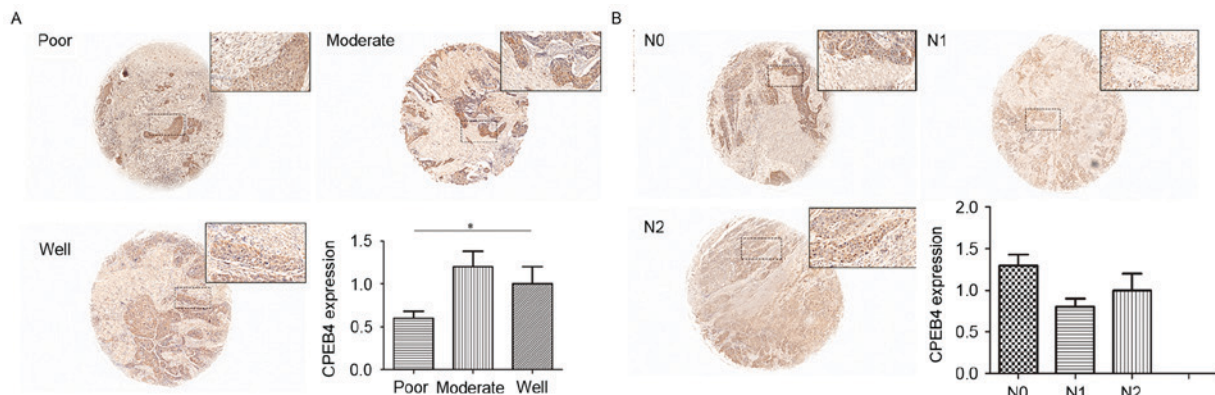 A
Poor
Moderate
Well
CPEB4 expression
1.5
1.0
0.5
0.0
*
Poor Moderate Well
B
N0
N1
N2
CPEB4 expression
2.0
1.5
1.0
0.5
0.0
N0 N1 N2